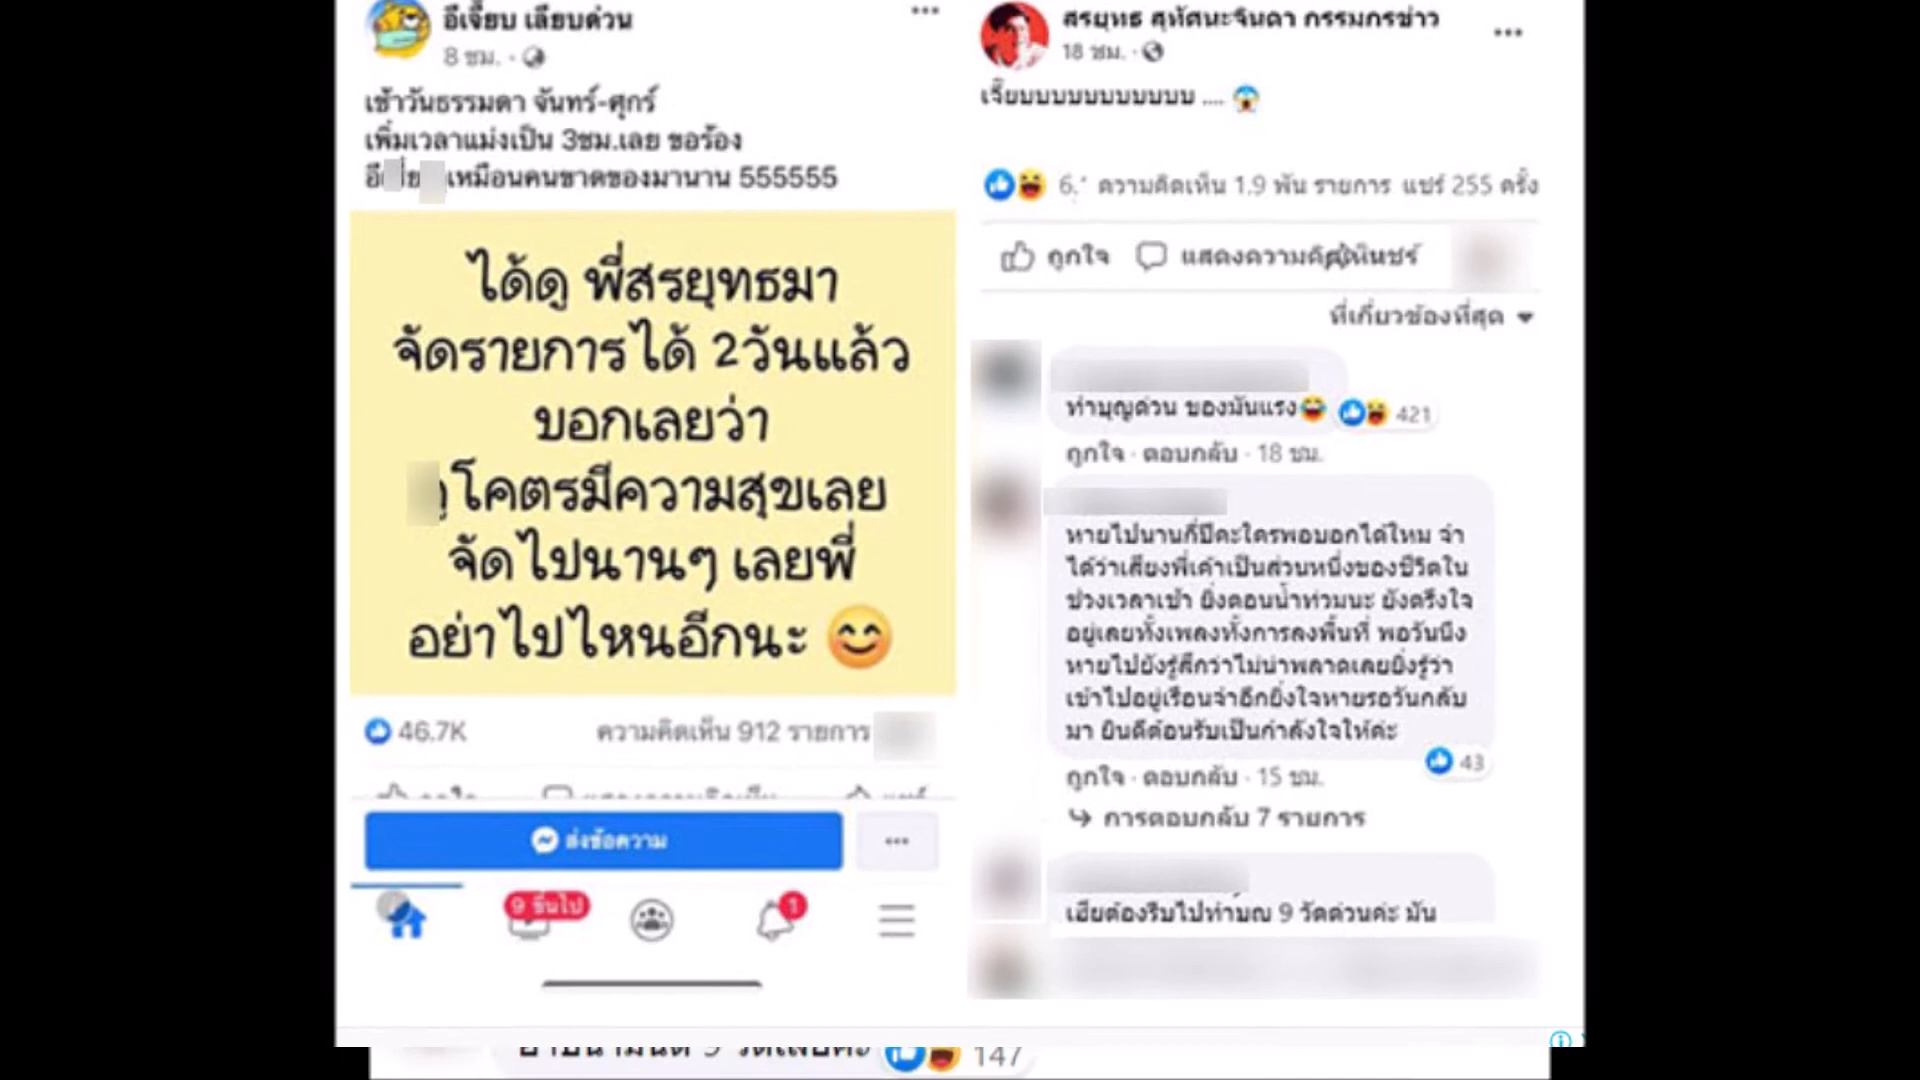 อีเจี๊ยบ เลียบด่วน
8 ชม.
เช้าวันธรรมดา จันทร์-ศุกร์
เพิ่มเวลาแม่งเป็น 3ชม.เลย ขอร้อง
เหมือนคนขาดของมานาน 555555
ได้ดู พี่สรยุทธมา
จัดรายการได้ 2วันแล้ว
บอกเลยว่า
โคตรมีความสุขเลย
จัดไปนานๆ เลยพี่
อย่าไปไหนอีกนะ 😊
46.7K ความคิดเห็น 912 รายการ
ส่งข้อความ
9 ขึ้นไป
1
สรยุทธ สุทัศนะจินดา กรรมกรข่าว
18 ชม.
เจี๊ยบบบบบบบบบบบ .... 😱
ความคิดเห็น 1.9 พัน รายการ แชร์ 255 ครั้ง
ถูกใจ
ที่เกี่ยวข้องที่สุด
ทำบุญด่วน ของมันแรง😂 421
ถูกใจ · ตอบกลับ · 18 ชม.
หายไปนานกี่ปีคะใครพอบอกได้ไหม จำ
ได้ว่าเสียงพี่เค้าเป็นส่วนหนึ่งของชีวิตใน
ช่วงเวลาเช้า ยิ่งตอนน้ำท่วมนะ ยังตรึงใจ
อยู่เลยทั้งเพลงทั้งการลงพื้นที่ พอวันนึง
หายไปยังรู้สึกว่าไม่น่าพลาดเลยยิ่งรู้ว่า
เข้าไปอยู่เรือนจำอีกยิ่งใจหายรอวันกลับ
มา ยินดีต้อนรับเป็นกำลังใจให้ค่ะ
43
ถูกใจ · ตอบกลับ · 15 ชม.
การตอบกลับ 7 รายการ
เฮียต้องรีบไปทำบุญ 9 วัดด่วนค่ะ มัน
147